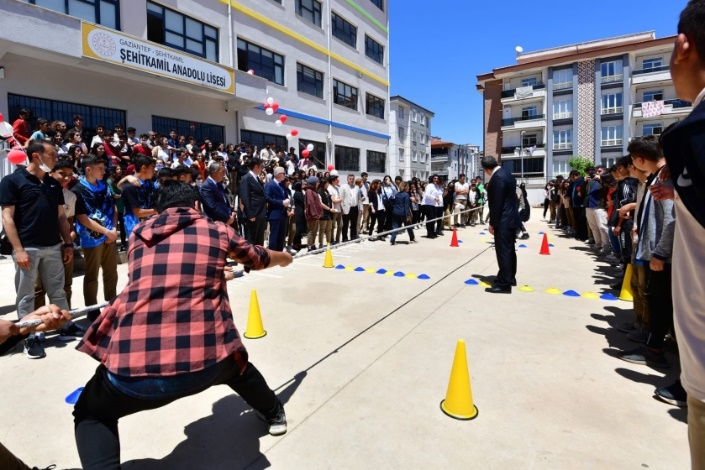 GAZİANTEP - ŞEHİTKAMİL
ŞEHİTKAMİL ANADOLU LİSESİ